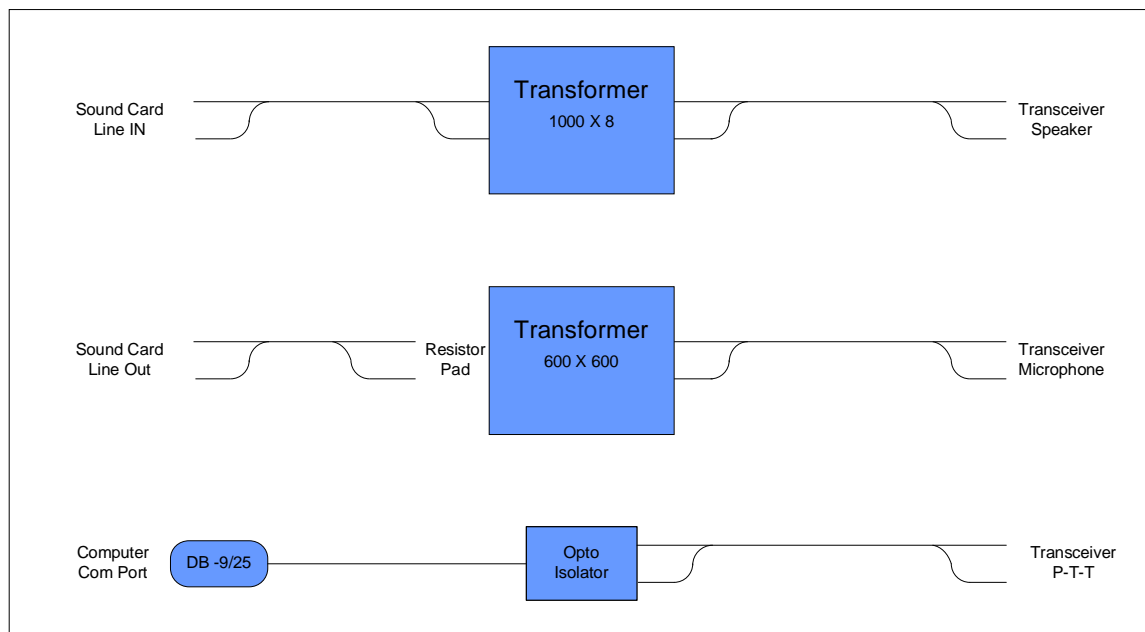 Sound Card
Line IN
Transformer
1000 X 8
Transceiver
Speaker
Sound Card
Line Out
Resistor
Pad
Transformer
600 X 600
Transceiver
Microphone
Computer
Com Port
DB -9/25
Opto
Isolator
Transceiver
P-T-T